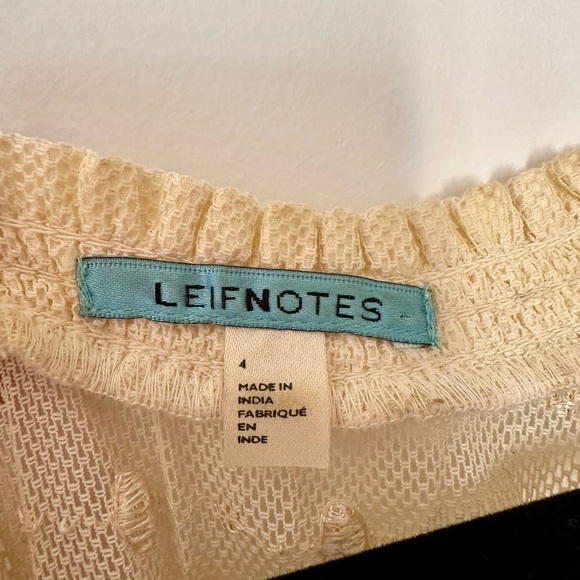 LEIFNOTES
4
MADE IN
INDIA
FABRIQUÉ
EN
INDE